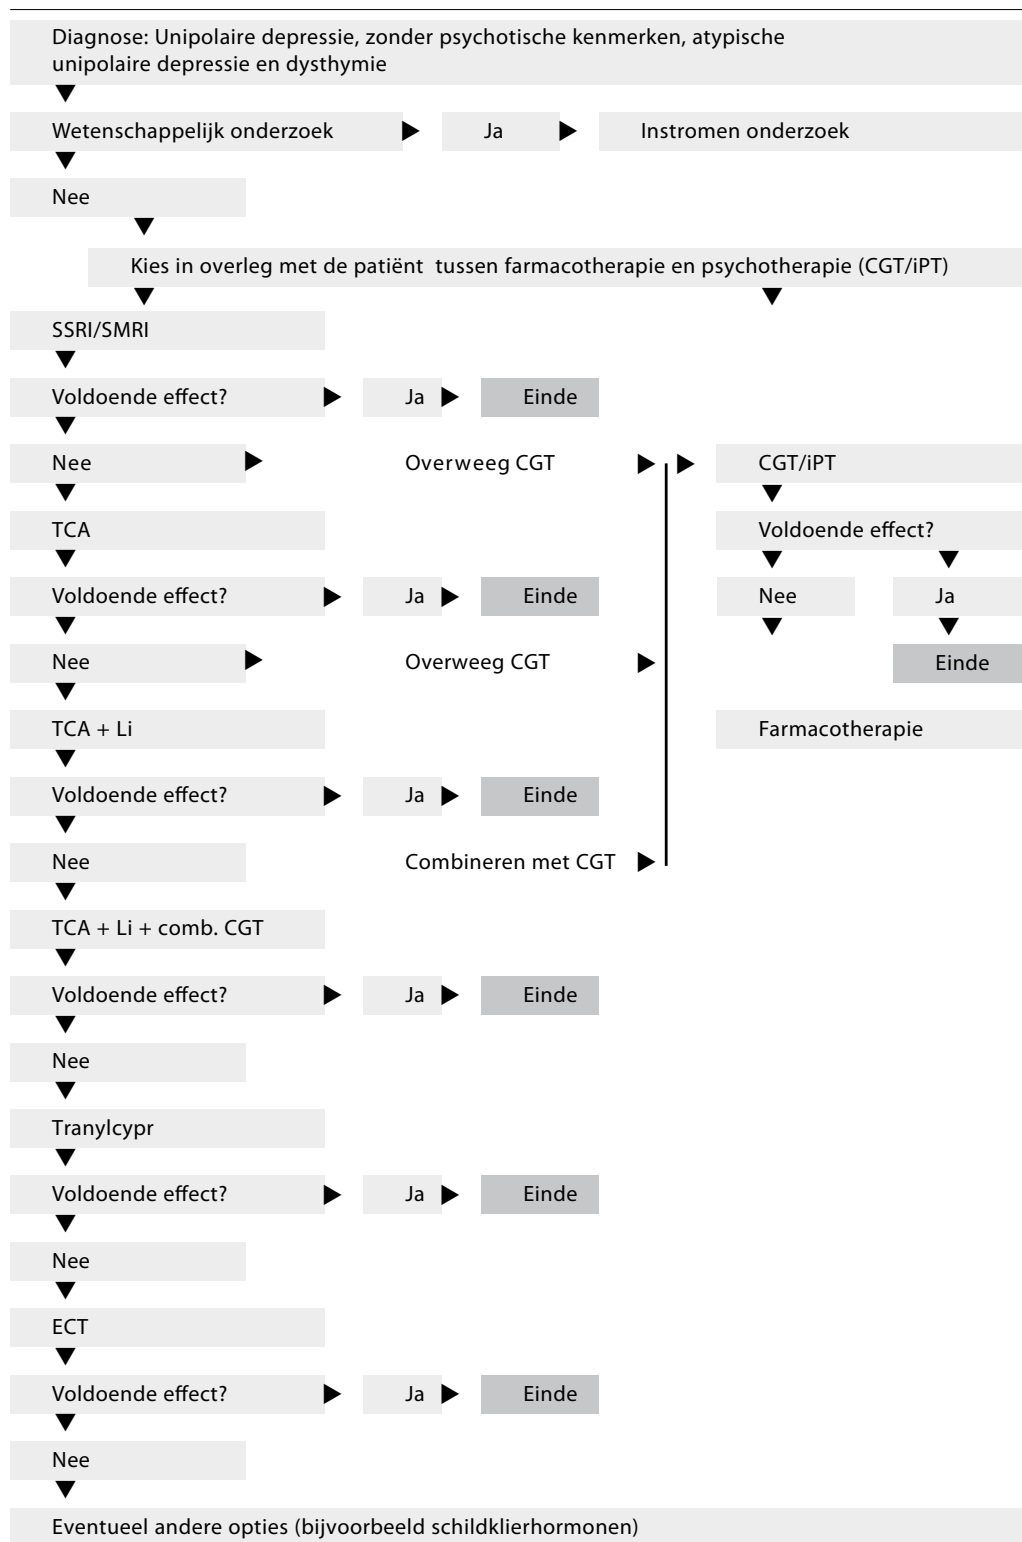 Diagnose: Unipolaire depressie, zonder psychotische kenmerken, atypische
unipolaire depressie en dysthymie
Wetenschappelijk onderzoek Ja Instromen onderzoek
Nee
Kies in overleg met de patiënt tussen farmacotherapie en psychotherapie (CGT/iPT)
SSRI/SMRI
Voldoende effect? Ja Einde
Nee Overweeg CGT CGT/iPT
TCA Voldoende effect?
Voldoende effect? Ja Einde Nee Ja
Nee Overweeg CGT Einde
TCA + Li Farmacotherapie
Voldoende effect? Ja Einde
Nee Combineren met CGT
TCA + Li + comb. CGT
Voldoende effect? Ja Einde
Nee
Tranylcypr
Voldoende effect? Ja Einde
Nee
ECT
Voldoende effect? Ja Einde
Nee
Eventueel andere opties (bijvoorbeeld schildklierhormonen)